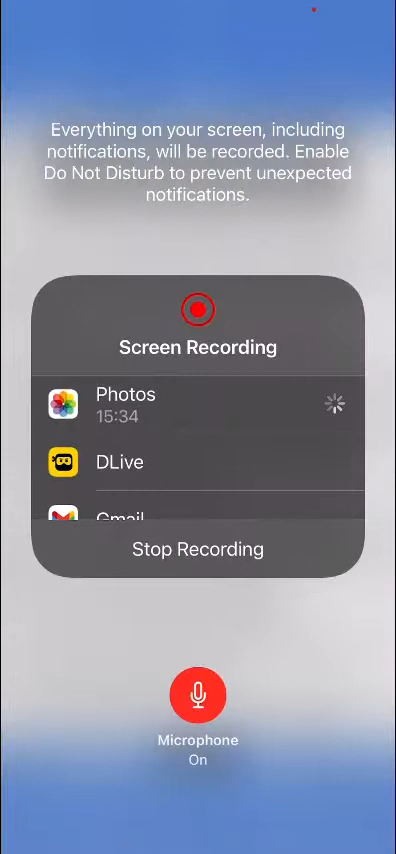 Everything on your screen, including
notifications, will be recorded. Enable
Do Not Disturb to prevent unexpected
notifications.
Screen Recording
Photos
15:34
DLive
Gmail
Stop Recording
Microphone
On